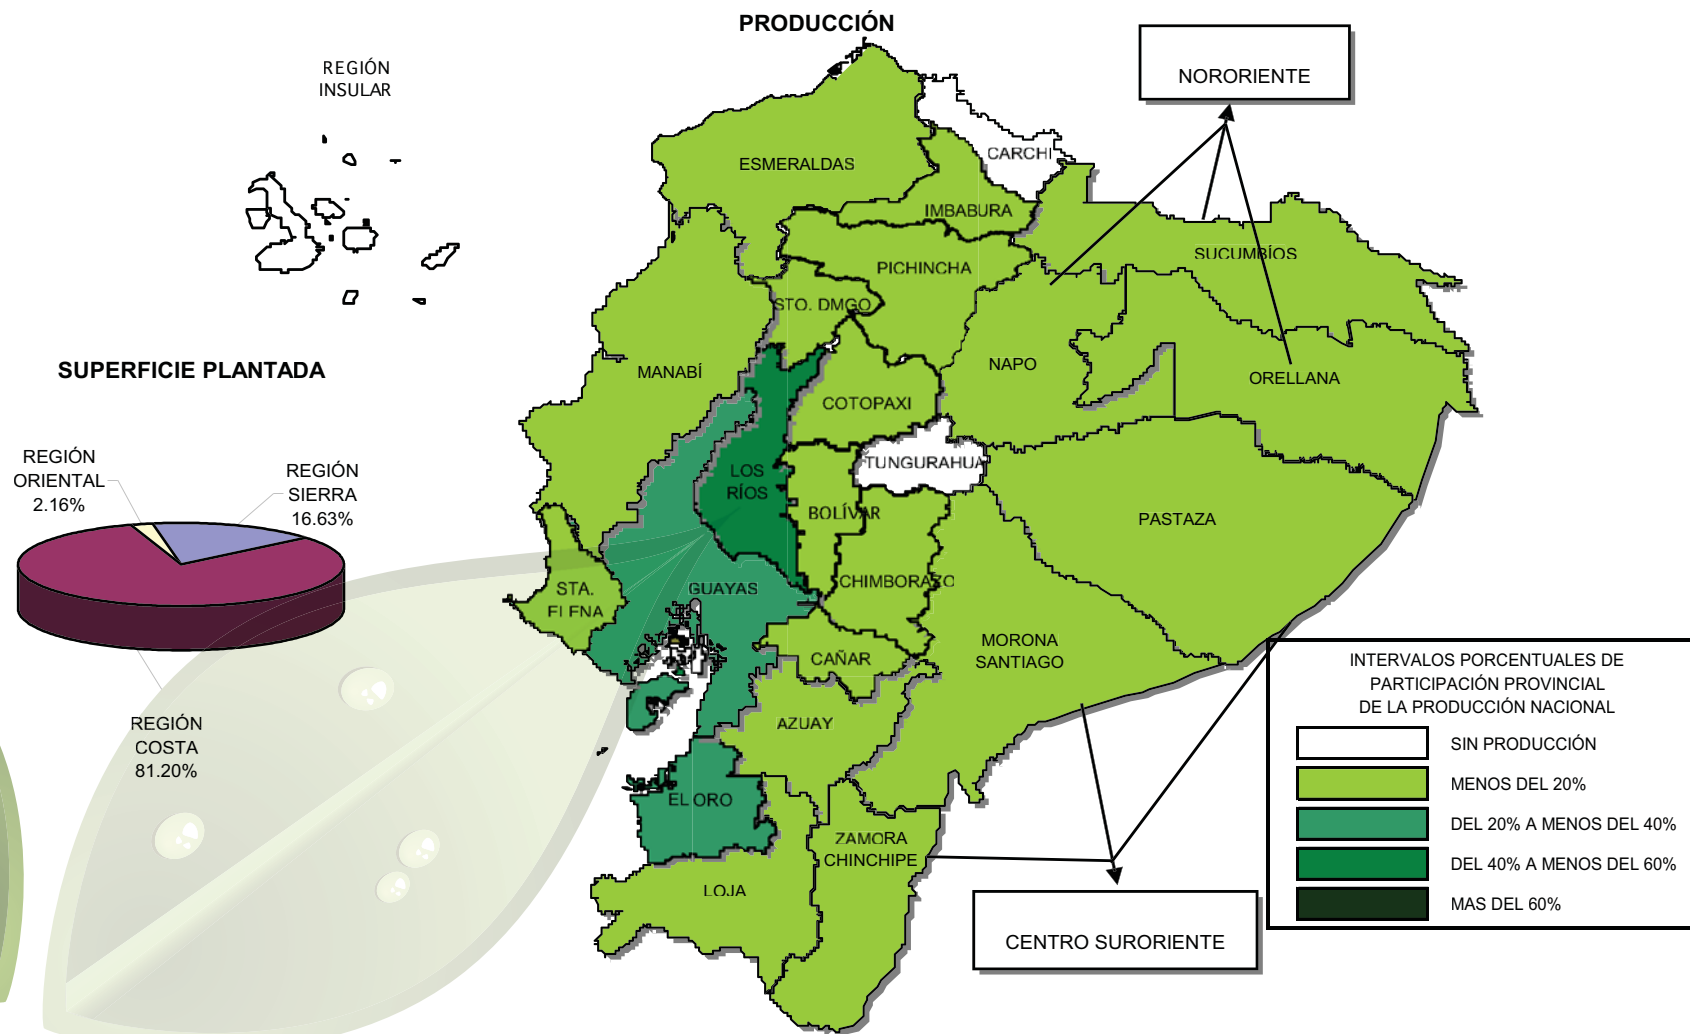 PRODUCCIÓN
REGIÓN
INSULAR
NORORIENTE
CARCHI
ESMERALDAS
IMBABURA
SUCUMBÍOS
PICHINCHA
STO. DMGO
NAPO
ORELLANA
MANABÍ
COTOPAXI
TUNGURAHUA
LOS
RÍOS
BOLÍVAR
PASTAZA
CHIMBORAZO
GUAYAS
STA.
ELENA
MORONA
SANTIAGO
CAÑAR
AZUAY
EL ORO
ZAMORA
CHINCHIPE
LOJA
CENTRO SURORIENTE
SUPERFICIE PLANTADA
REGIÓN
ORIENTAL
2.16%
REGIÓN
SIERRA
16.63%
REGIÓN
COSTA
81.20%
INTERVALOS PORCENTUALES DE
PARTICIPACIÓN PROVINCIAL
DE LA PRODUCCIÓN NACIONAL
SIN PRODUCCIÓN
MENOS DEL 20%
DEL 20% A MENOS DEL 40%
DEL 40% A MENOS DEL 60%
MAS DEL 60%